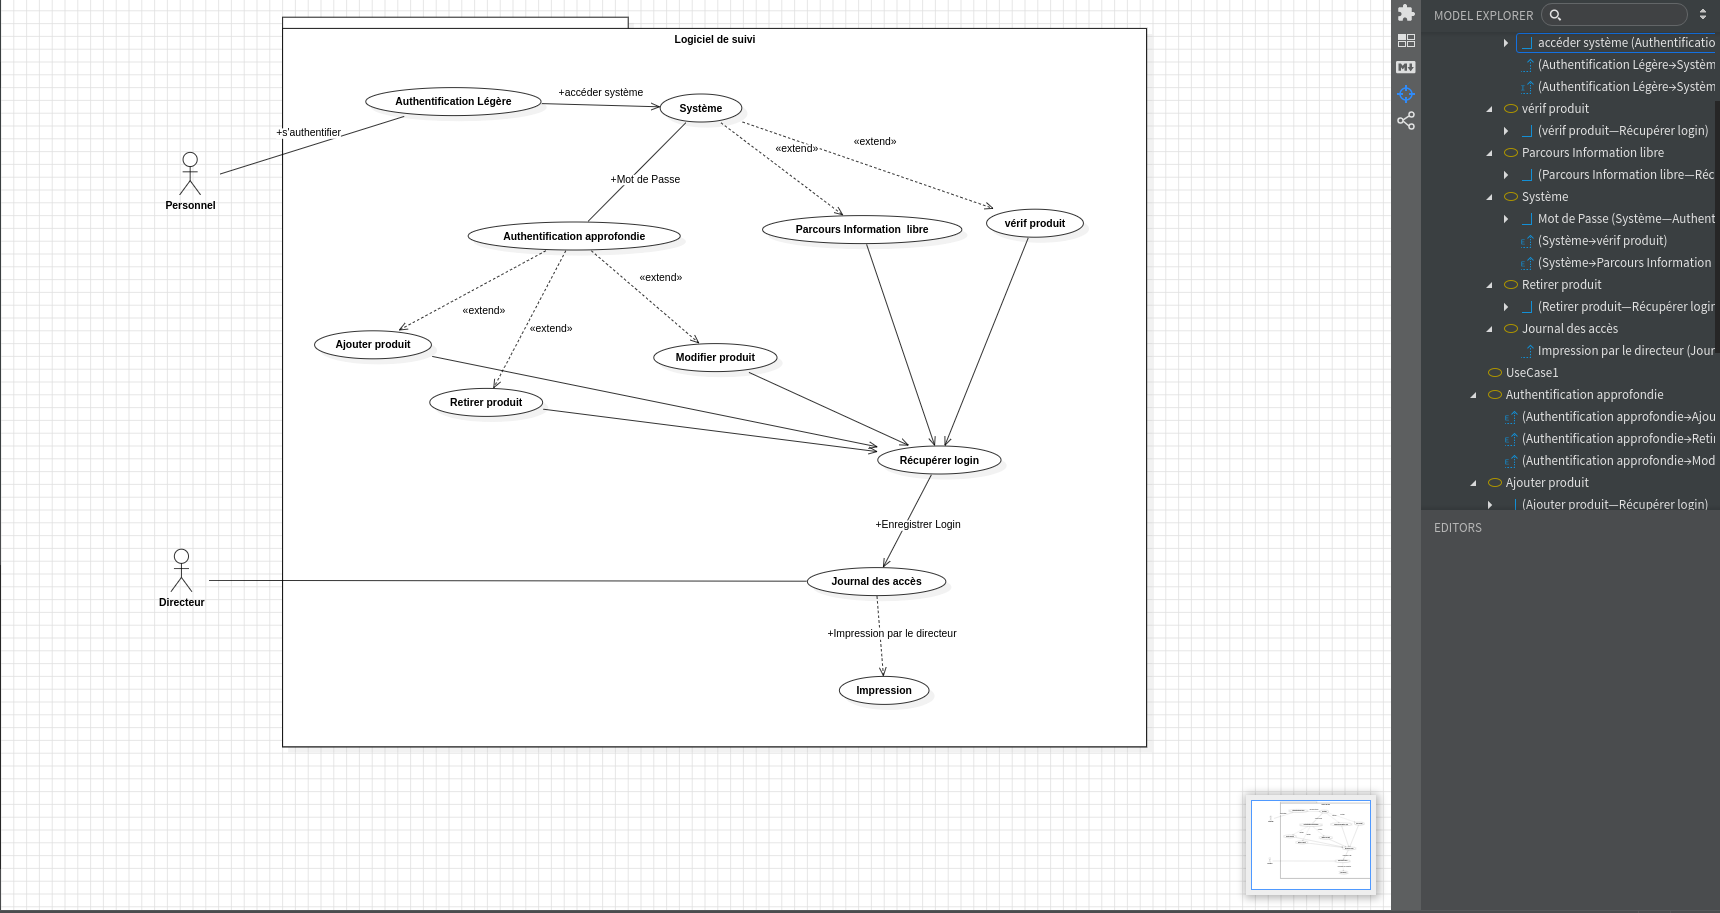 Logiciel de suivi
Authentification Légère
+accéder système
Système
+s'authentifier
Personnel
«extend»
«extend»
+Mot de Passe
Authentification approfondie
Parcours Information  libre
vérif produit
«extend»
«extend»
«extend»
Ajouter produit
Modifier produit
Retirer produit
Récupérer login
+Enregistrer Login
Directeur
Journal des accès
+Impression par le directeur
Impression
M↓
MODEL EXPLORER
accéder système (Authentificatio
(Authentification Légère→Systèm
(Authentification Légère→Systèm
vérif produit
(vérif produit—Récupérer login)
Parcours Information libre
(Parcours Information libre—Réc
Système
Mot de Passe (Système—Authent
(Système→vérif produit)
(Système→Parcours Information
Retirer produit
(Retirer produit—Récupérer login
Journal des accès
Impression par le directeur (Jour
UseCase1
Authentification approfondie
(Authentification approfondie→Ajou
(Authentification approfondie→Reti
(Authentification approfondie→Mod
Ajouter produit
(Ajouter produit—Récupérer login)
EDITORS